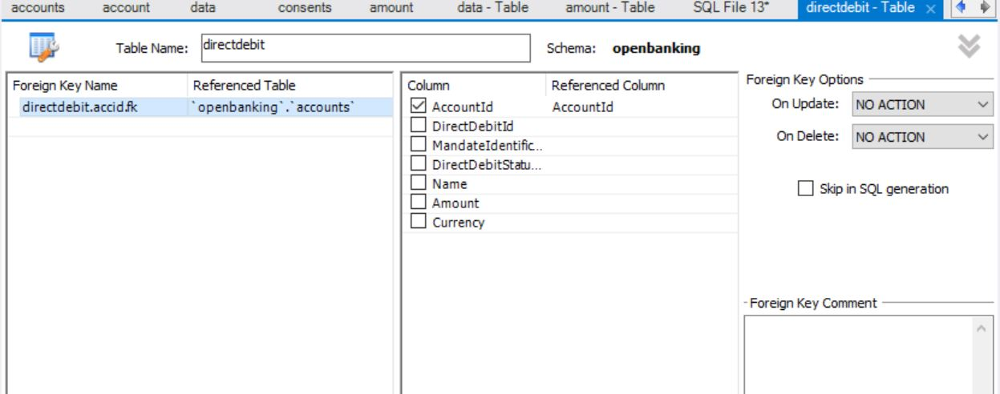 accounts account data consents amount data - Table amount - Table SQL File 13* directdebit - Table ×
Table Name: directdebit Schema: openbanking
Foreign Key Name Referenced Table
directdebit.accid.fk `openbanking`.`accounts`
Column Referenced Column
AccountId AccountId
DirectDebitId
MandateIdentific...
DirectDebitStatu...
Name
Amount
Currency
Foreign Key Options
On Update: NO ACTION
On Delete: NO ACTION
Skip in SQL generation
Foreign Key Comment